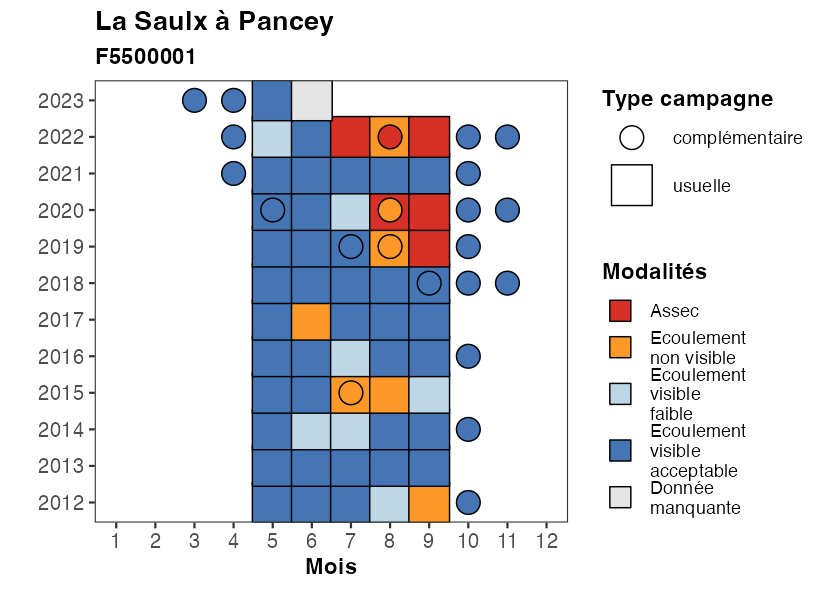 La Saulx à Pancey
F5500001
2023
2022
2021
2020
2019
2018
2017
2016
2015
2014
2013
2012
1 2 3 4 5 6 7 8 9 10 11 12
Mois
Type campagne
complémentaire
usuelle
Modalités
Assec
Ecoulement
non visible
Ecoulement
visible
faible
Ecoulement
visible
acceptable
Donnée
manquante